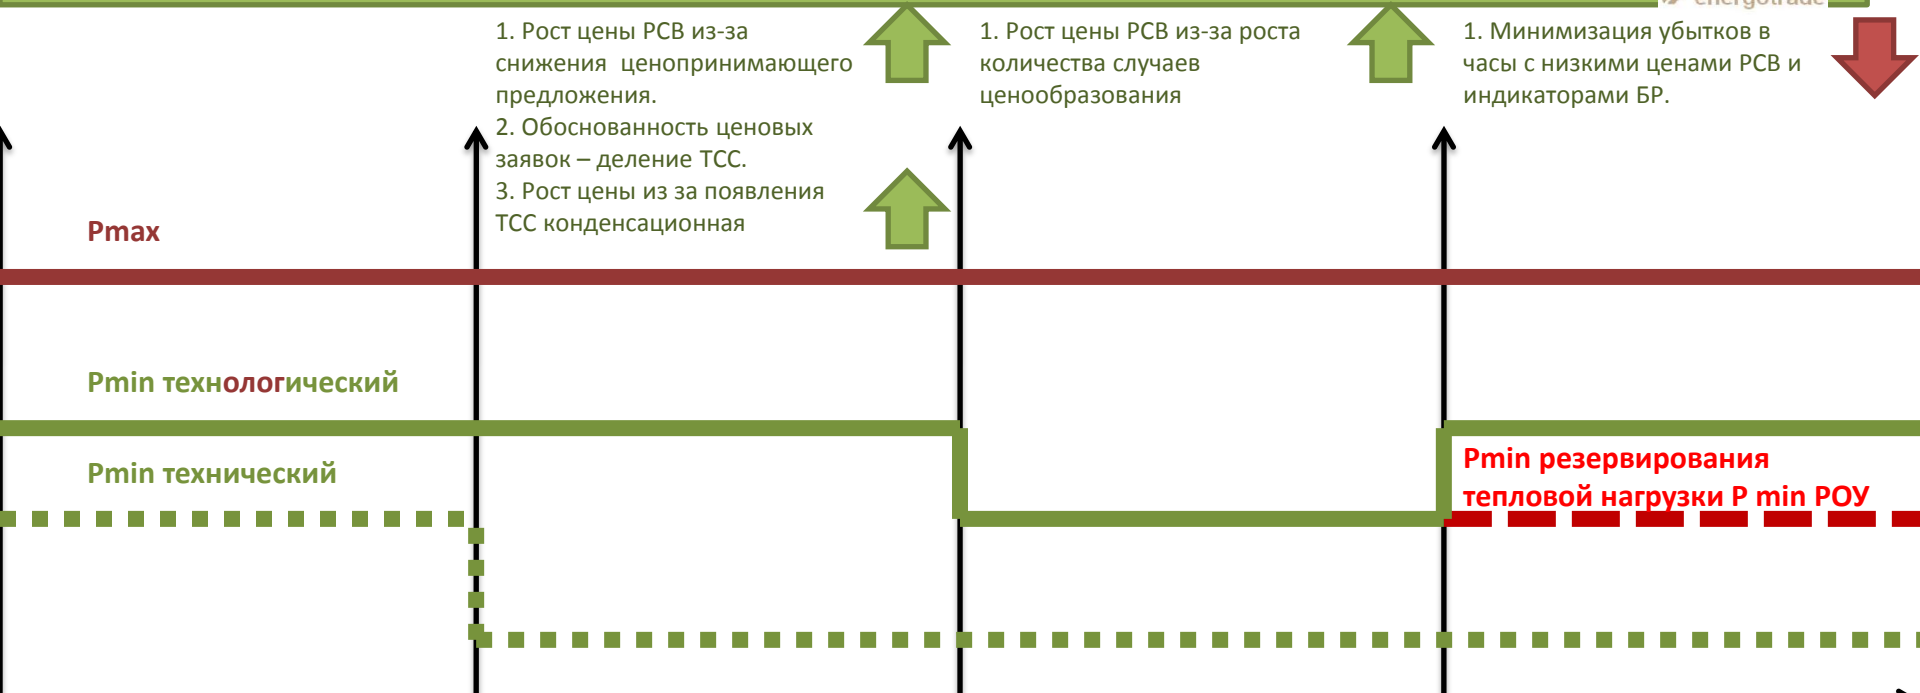 energotrade
1. Рост цены РСВ из-за
снижения ценопринимающего
предложения.
2. Обоснованность ценовых
заявок – деление ТСС.
3. Рост цены из за появления
ТСС конденсационная
1. Рост цены РСВ из-за роста
количества случаев
ценообразования
1. Минимизация убытков в
часы с низкими ценами РСВ и
индикаторами БР.
Pmax
Pmin технологический
Pmin технический
Pmin резервирования
тепловой нагрузки P min РОУ